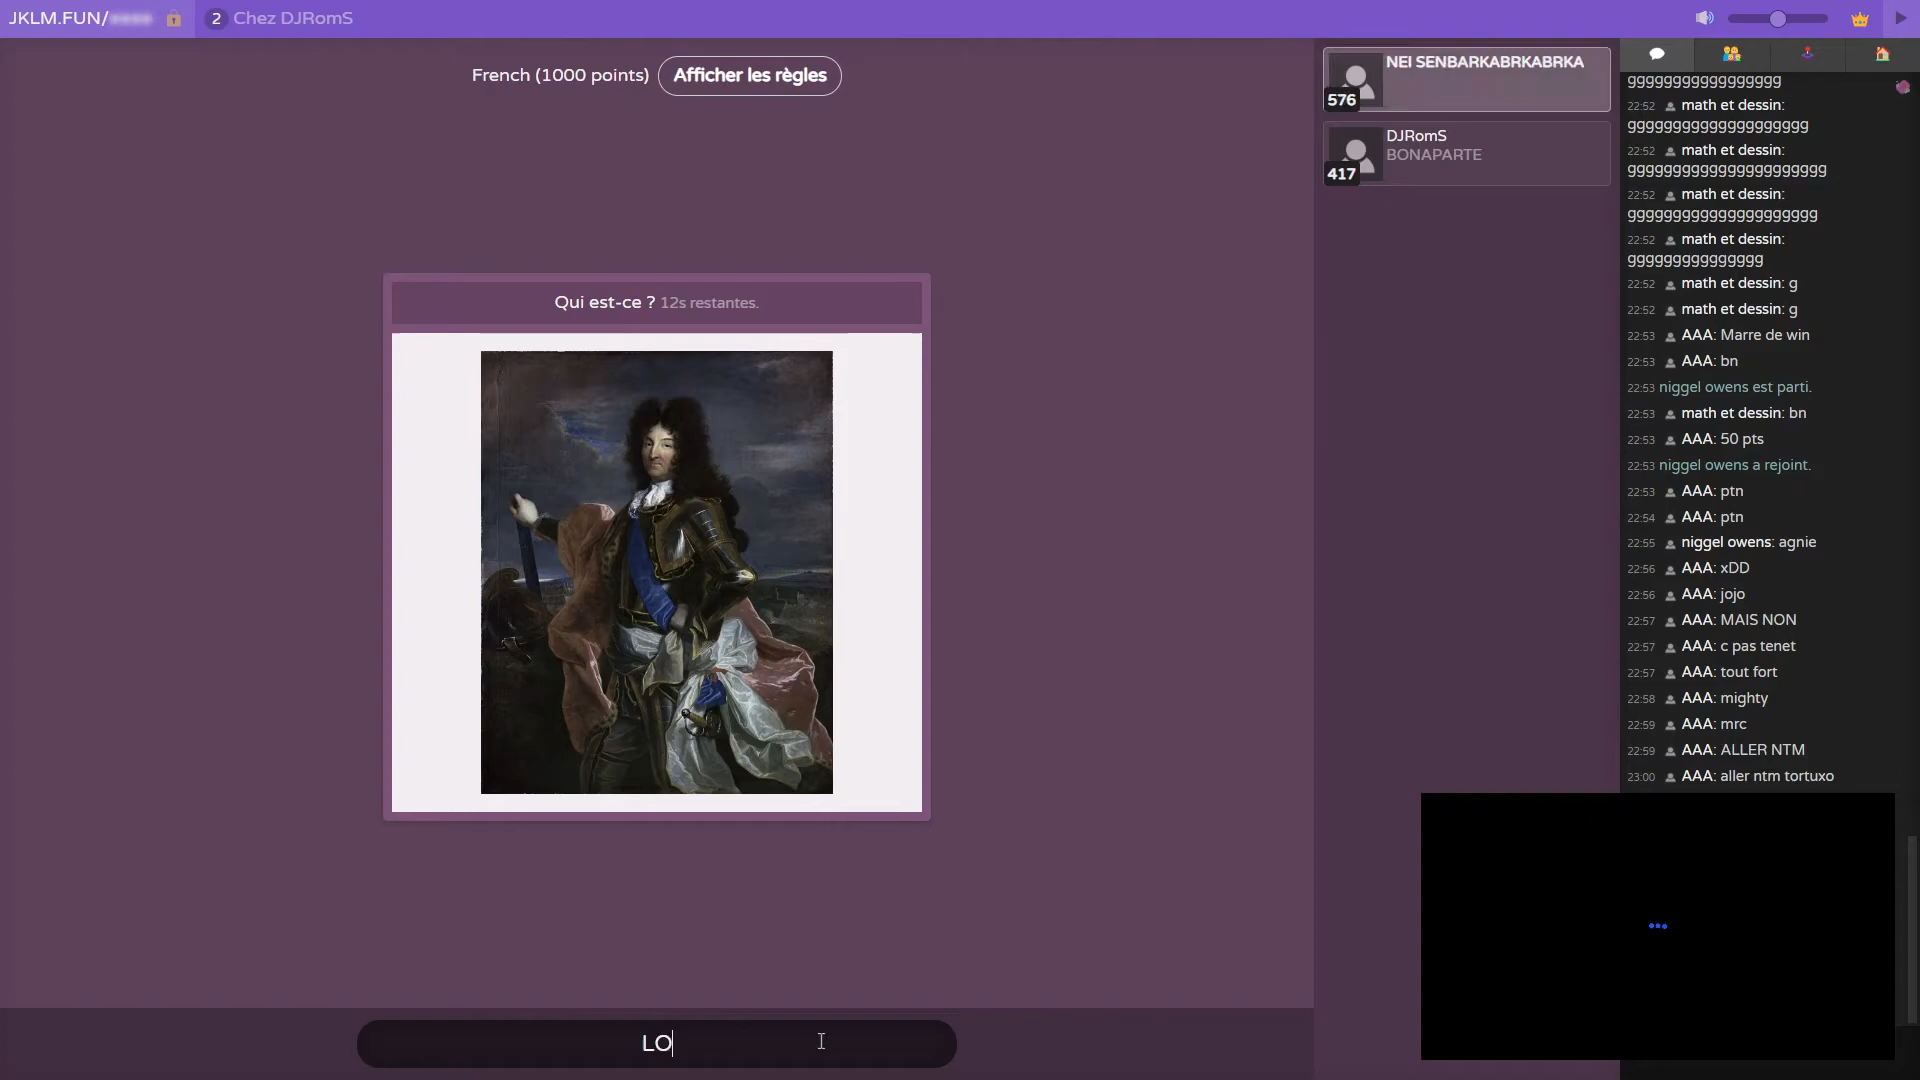 JKLM.FUN/
2 Chez DJRomS
French (1000 points) Afficher les règles
Qui est-ce ? 12s restantes.
LO
NEI SENBARKABRKABRKA
576
DJRomS
BONAPARTE
417
ggggggggggggggggg
22:52 math et dessin:
gggggggggggggggggggg
22:52 math et dessin:
gggggggggggggggggggggg
22:52 math et dessin:
ggggggggggggggggggggg
22:52 math et dessin:
ggggggggggggggg
22:52 math et dessin: g
22:52 math et dessin: g
22:53 AAA: Marre de win
22:53 AAA: bn
22:53 niggel owens est parti.
22:53 math et dessin: bn
22:53 AAA: 50 pts
22:53 niggel owens a rejoint.
22:53 AAA: ptn
22:54 AAA: ptn
22:55 niggel owens: agnie
22:56 AAA: xDD
22:56 AAA: jojo
22:57 AAA: MAIS NON
22:57 AAA: c pas tenet
22:57 AAA: tout fort
22:58 AAA: mighty
22:59 AAA: mrc
22:59 AAA: ALLER NTM
23:00 AAA: aller ntm tortuxo